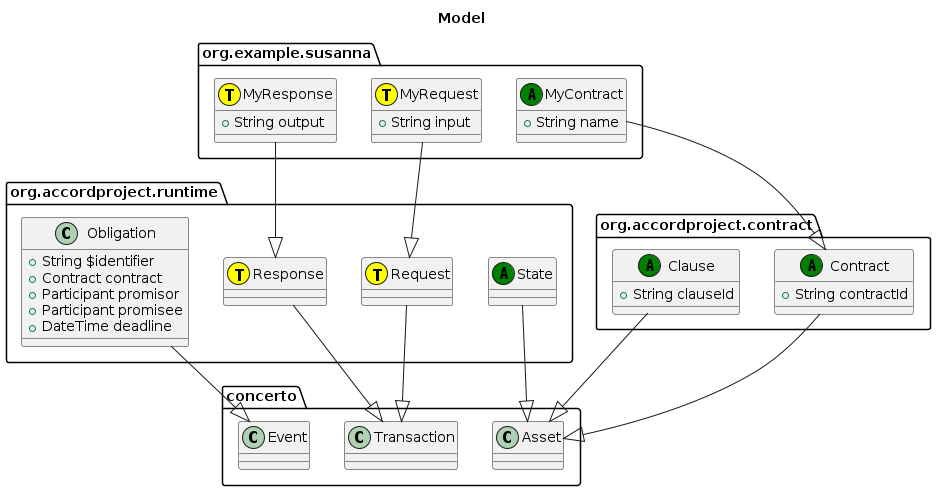 Model
org.example.susanna
T MyResponse
String output
T MyRequest
String input
A MyContract
String name
org.accordproject.runtime
C Obligation
String $identifier
Contract contract
Participant promisor
Participant promisee
DateTime deadline
T Response
T Request
A State
org.accordproject.contract
A Clause
String clauseId
A Contract
String contractId
concerto
C Event
C Transaction
C Asset